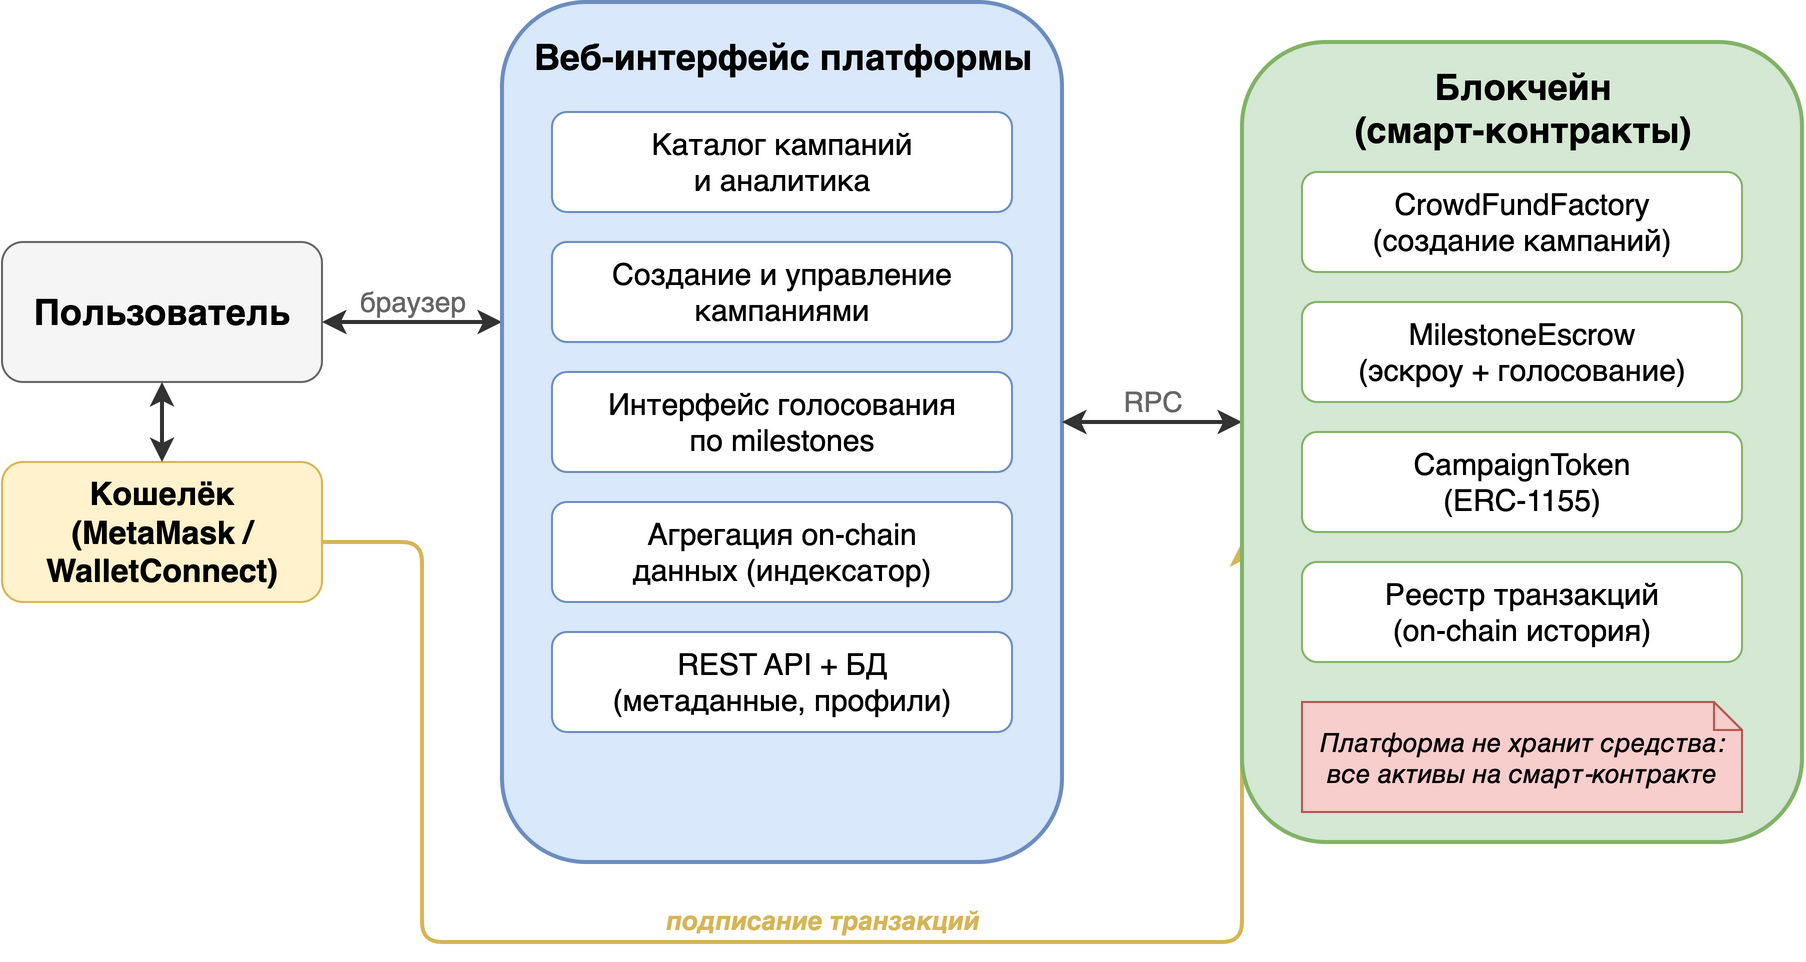 Пользователь
браузер
Кошелёк
(MetaMask /
WalletConnect)
Веб-интерфейс платформы
Каталог кампаний
и аналитика
Создание и управление
кампаниями
Интерфейс голосования
по milestones
Агрегация on-chain
данных (индексатор)
REST API + БД
(метаданные, профили)
RPC
Блокчейн
(смарт-контракты)
CrowdFundFactory
(создание кампаний)
MilestoneEscrow
(эскроу + голосование)
CampaignToken
(ERC-1155)
Реестр транзакций
(on-chain история)
Платформа не хранит средства:
все активы на смарт-контракте
подписание транзакций